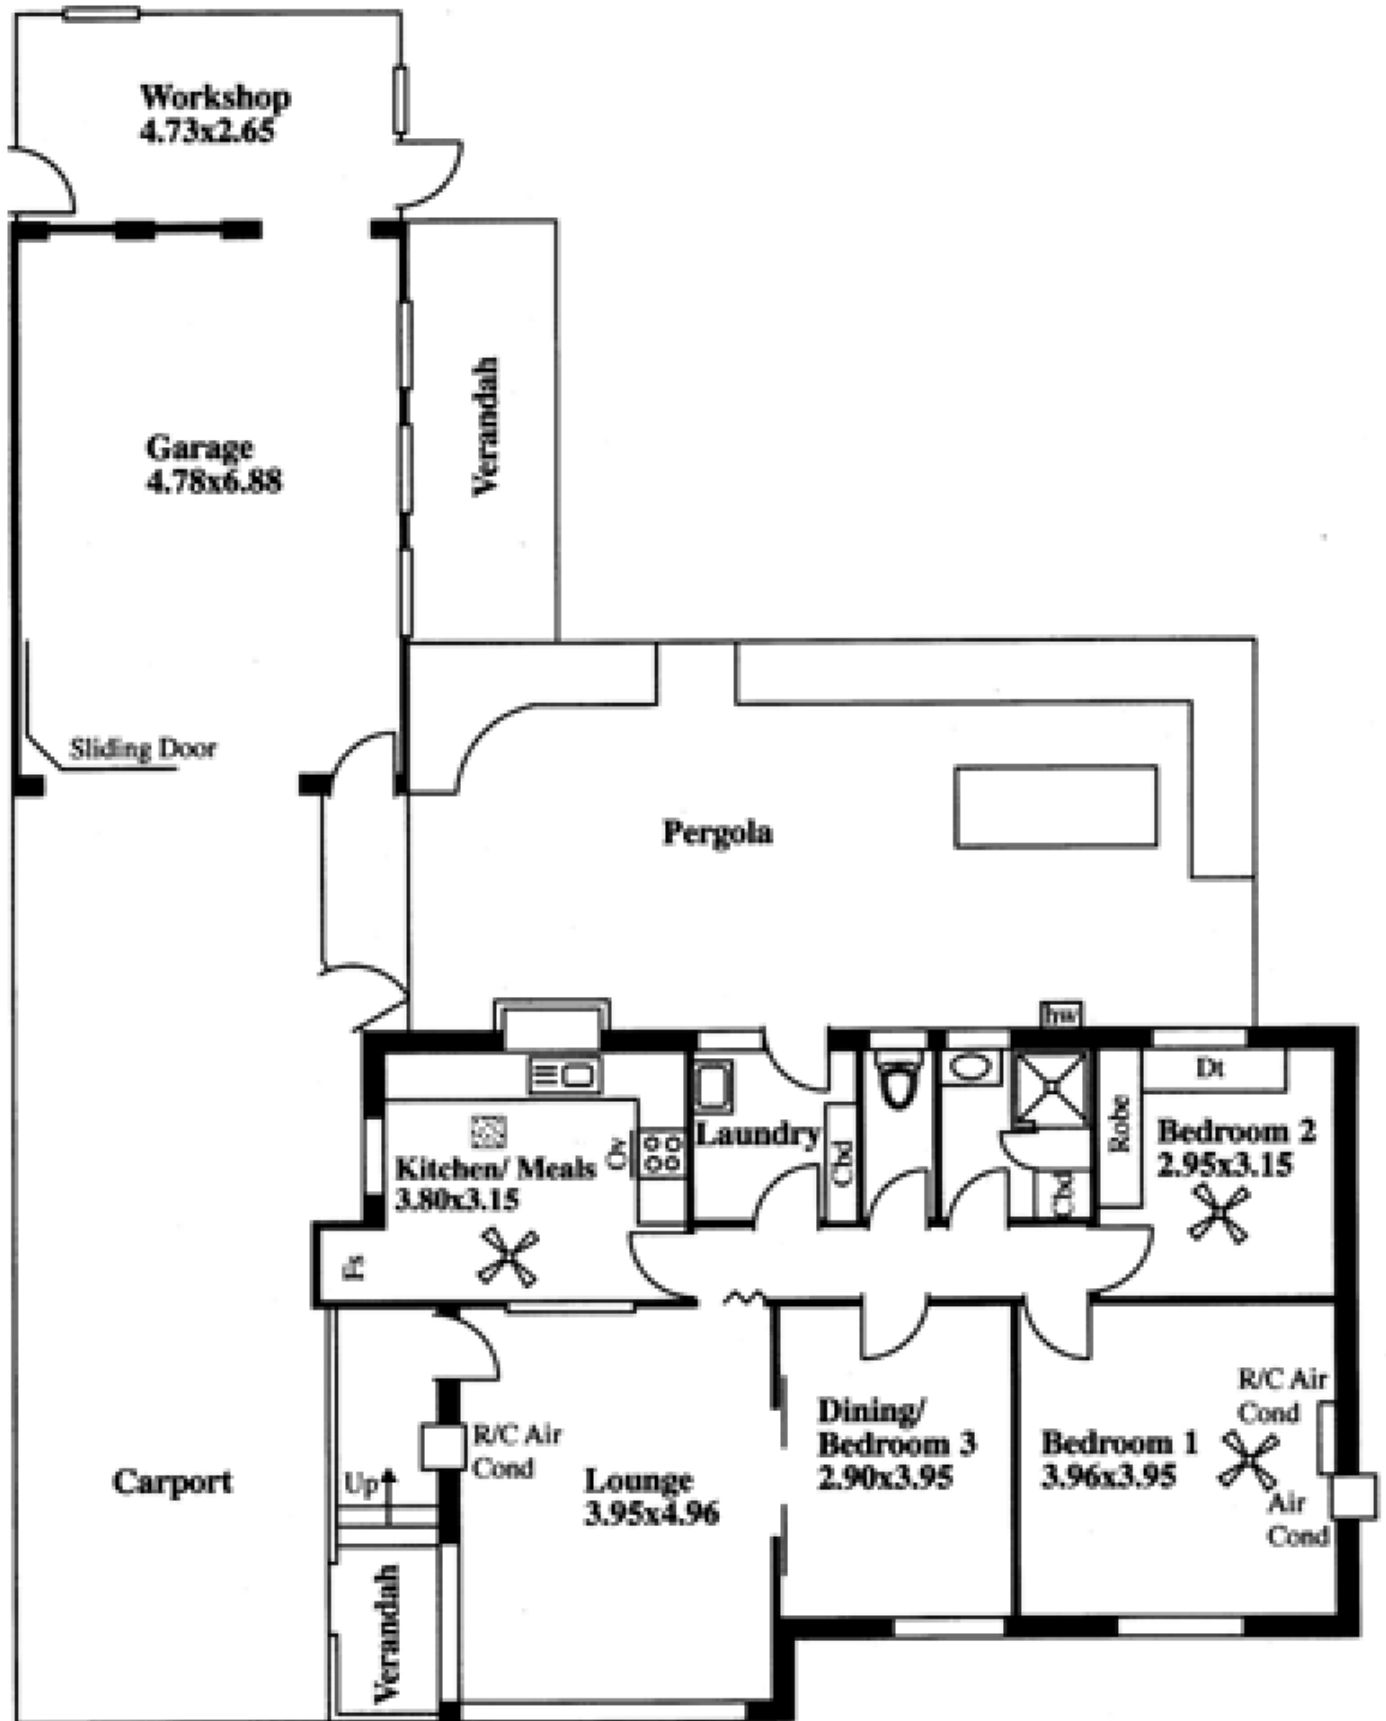 Workshop
4.73x2.65
Garage
4.78x6.88
Verandah
Sliding Door
Pergola
hw
Dt
Robe
Bedroom 2
2.95x3.15
Laundry
Cbd
Cbd
Ov
Kitchen/ Meals
3.80x3.15
Fs
R/C Air
Cond
Dining/
Bedroom 3
2.90x3.95
R/C Air
Cond
Bedroom 1
3.96x3.95
Air
Cond
Lounge
3.95x4.96
Carport
Up
Verandah